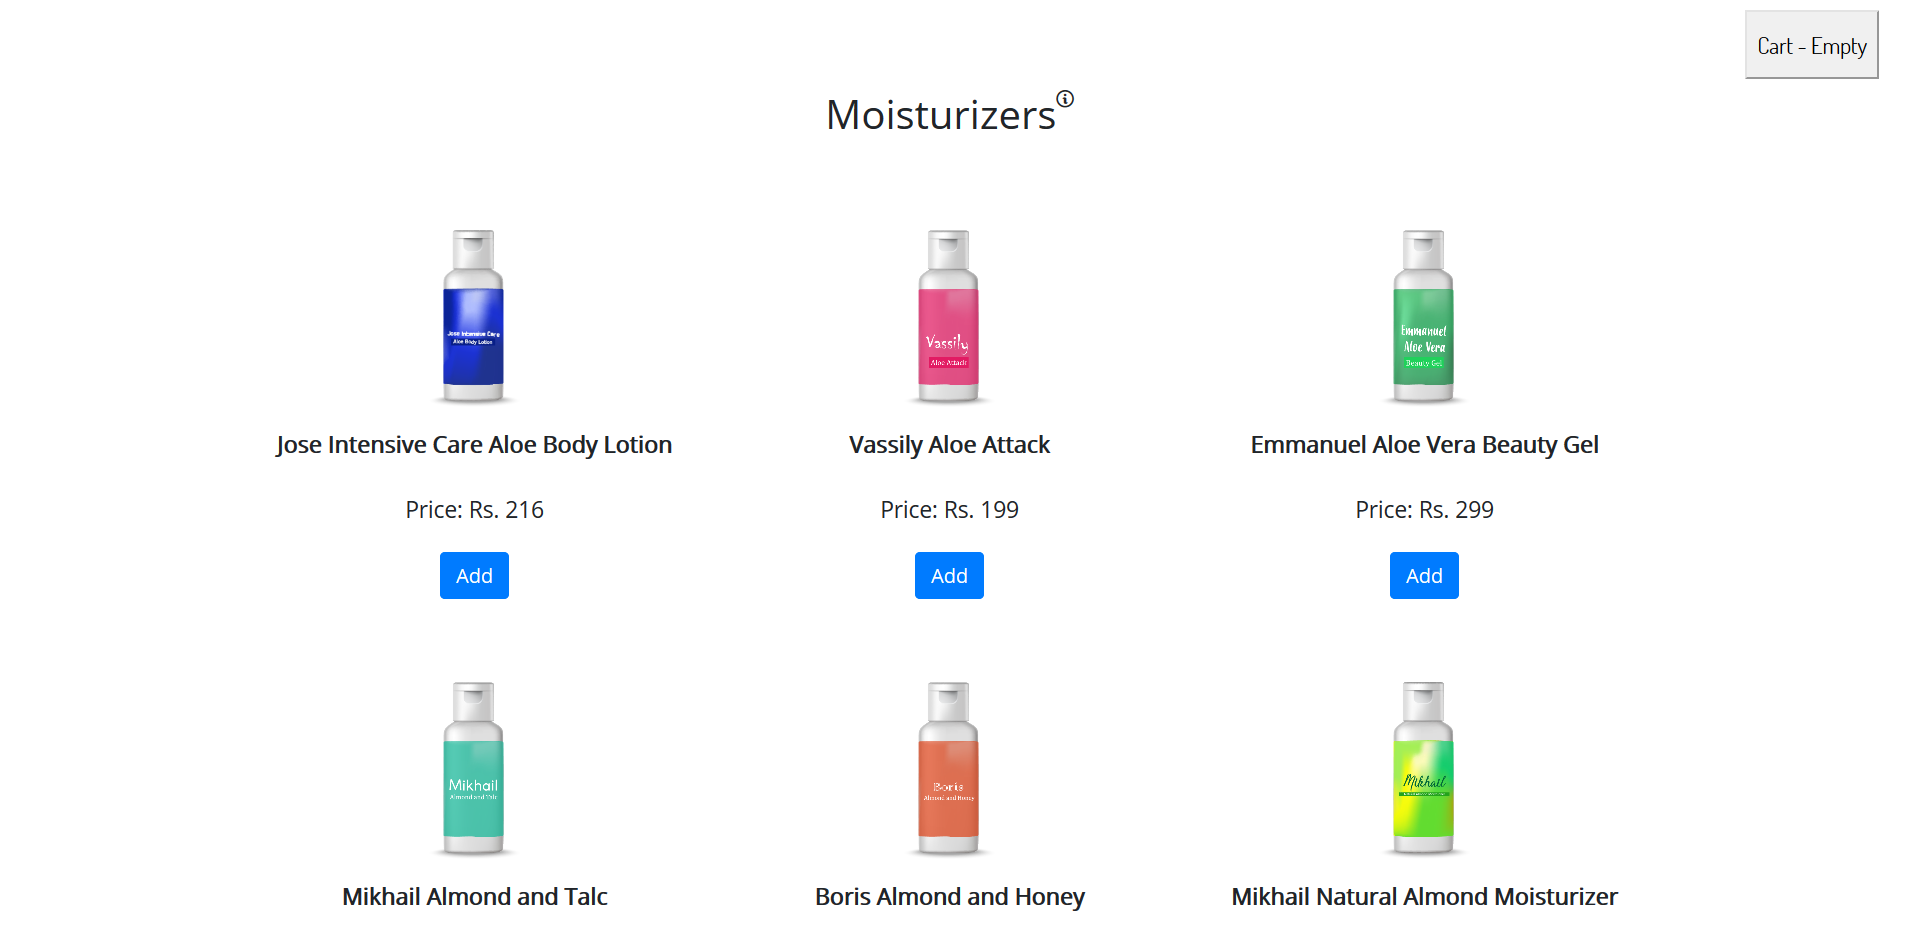 Cart - Empty
Moisturizers
Jose Intensive Care
Aloe Body Lotion
Vassily
Aloe Attack
Emmanuel
Aloe Vera
Beauty Gel
Jose Intensive Care Aloe Body Lotion
Vassily Aloe Attack
Emmanuel Aloe Vera Beauty Gel
Price: Rs. 216
Price: Rs. 199
Price: Rs. 299
Add
Add
Add
Mikhail
Almond and Talc
Boris
Almond and Honey
Mikhail
Mikhail Almond and Talc
Boris Almond and Honey
Mikhail Natural Almond Moisturizer